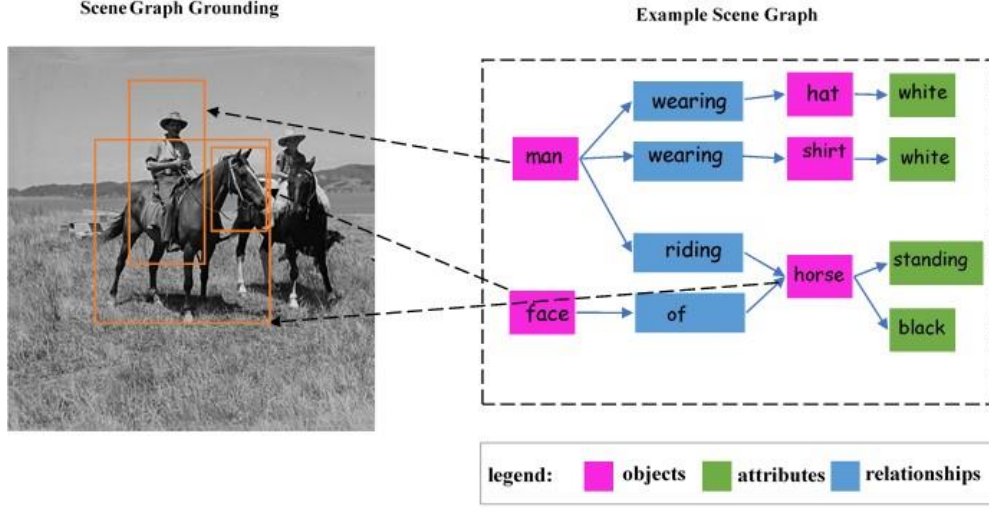 Scene Graph Grounding
Example Scene Graph
man
wearing
hat
white
wearing
shirt
white
riding
horse
standing
face
of
black
legend:
objects
attributes
relationships